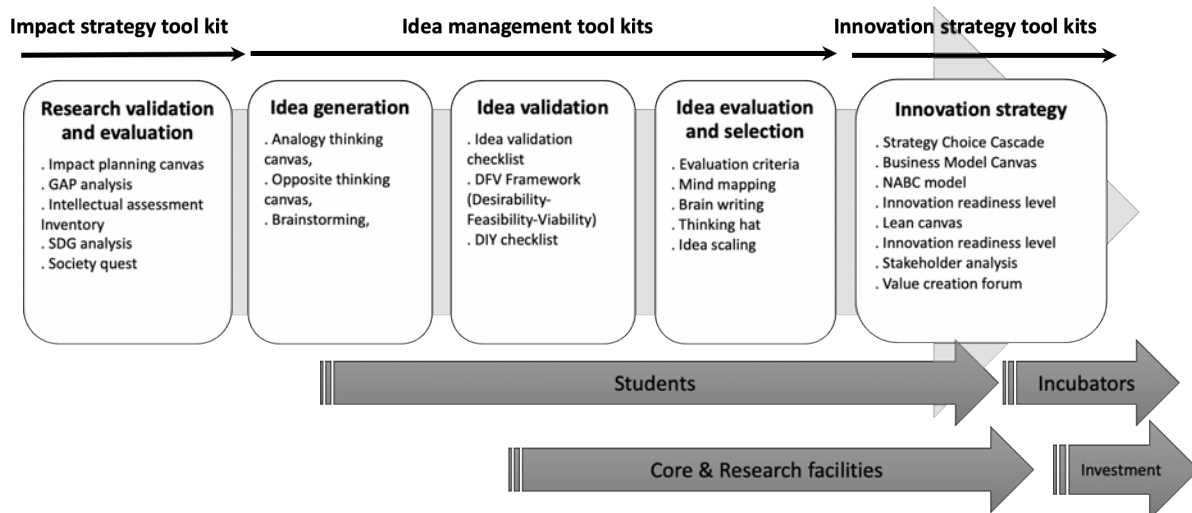 Impact strategy tool kit
Idea management tool kits
Innovation strategy tool kits
Research validation
and evaluation
. Impact planning canvas
. GAP analysis
. Intellectual assessment
Inventory
. SDG analysis
. Society quest
Idea generation
. Analogy thinking
canvas,
. Opposite thinking
canvas,
. Brainstorming,
Idea validation
. Idea validation
checklist
. DFV Framework
(Desirability-
Feasibility-Viability)
. DIY checklist
Idea evaluation
and selection
. Evaluation criteria
. Mind mapping
. Brain writing
. Thinking hat
. Idea scaling
Innovation strategy
. Strategy Choice Cascade
. Business Model Canvas
. NABC model
. Innovation readiness level
. Lean canvas
. Innovation readiness level
. Stakeholder analysis
. Value creation forum
Students
Incubators
Core & Research facilities
Investment